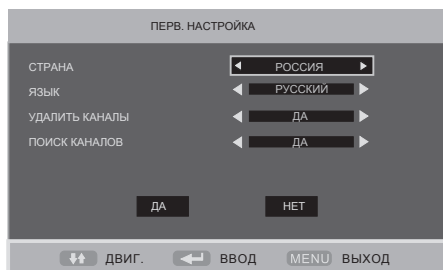 ПЕРВ. НАСТРОЙКА
СТРАНА РОССИЯ
ЯЗЫК РУССКИЙ
УДАЛИТЬ КАНАЛЫ ДА
ПОИСК КАНАЛОВ ДА
ДА НЕТ
ДВИГ. ВВОД MENU ВЫХОД